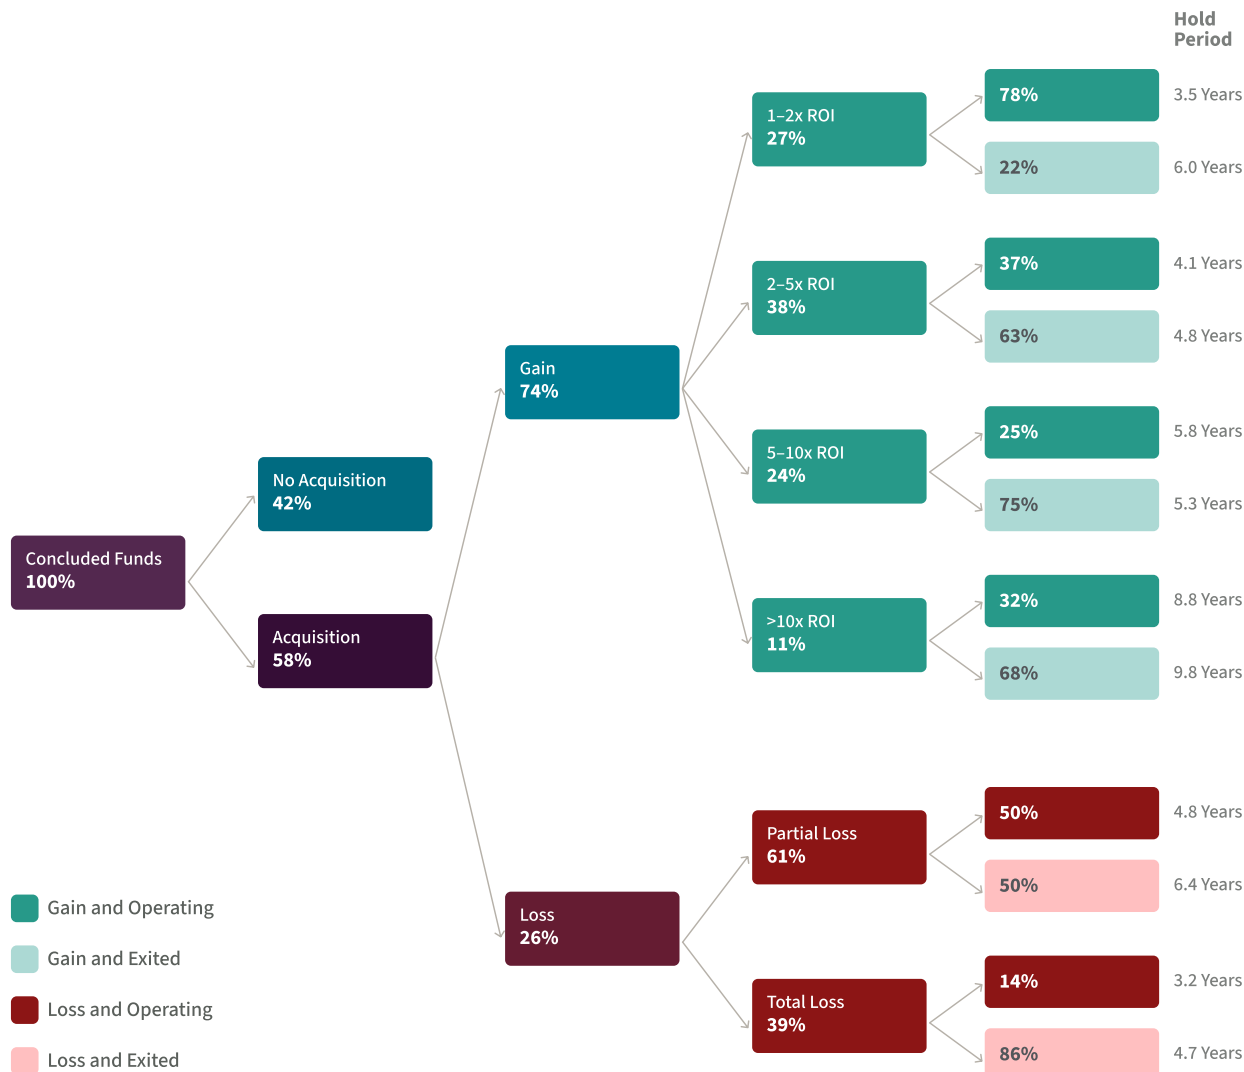 Hold
Period
1–2x ROI
27%
78%
3.5 Years
22%
6.0 Years
2–5x ROI
38%
37%
4.1 Years
63%
4.8 Years
Gain
74%
5–10x ROI
24%
25%
5.8 Years
75%
5.3 Years
No Acquisition
42%
Concluded Funds
100%
Acquisition
58%
>10x ROI
11%
32%
8.8 Years
68%
9.8 Years
Partial Loss
61%
50%
4.8 Years
50%
6.4 Years
Loss
26%
Total Loss
39%
14%
3.2 Years
86%
4.7 Years
Gain and Operating
Gain and Exited
Loss and Operating
Loss and Exited